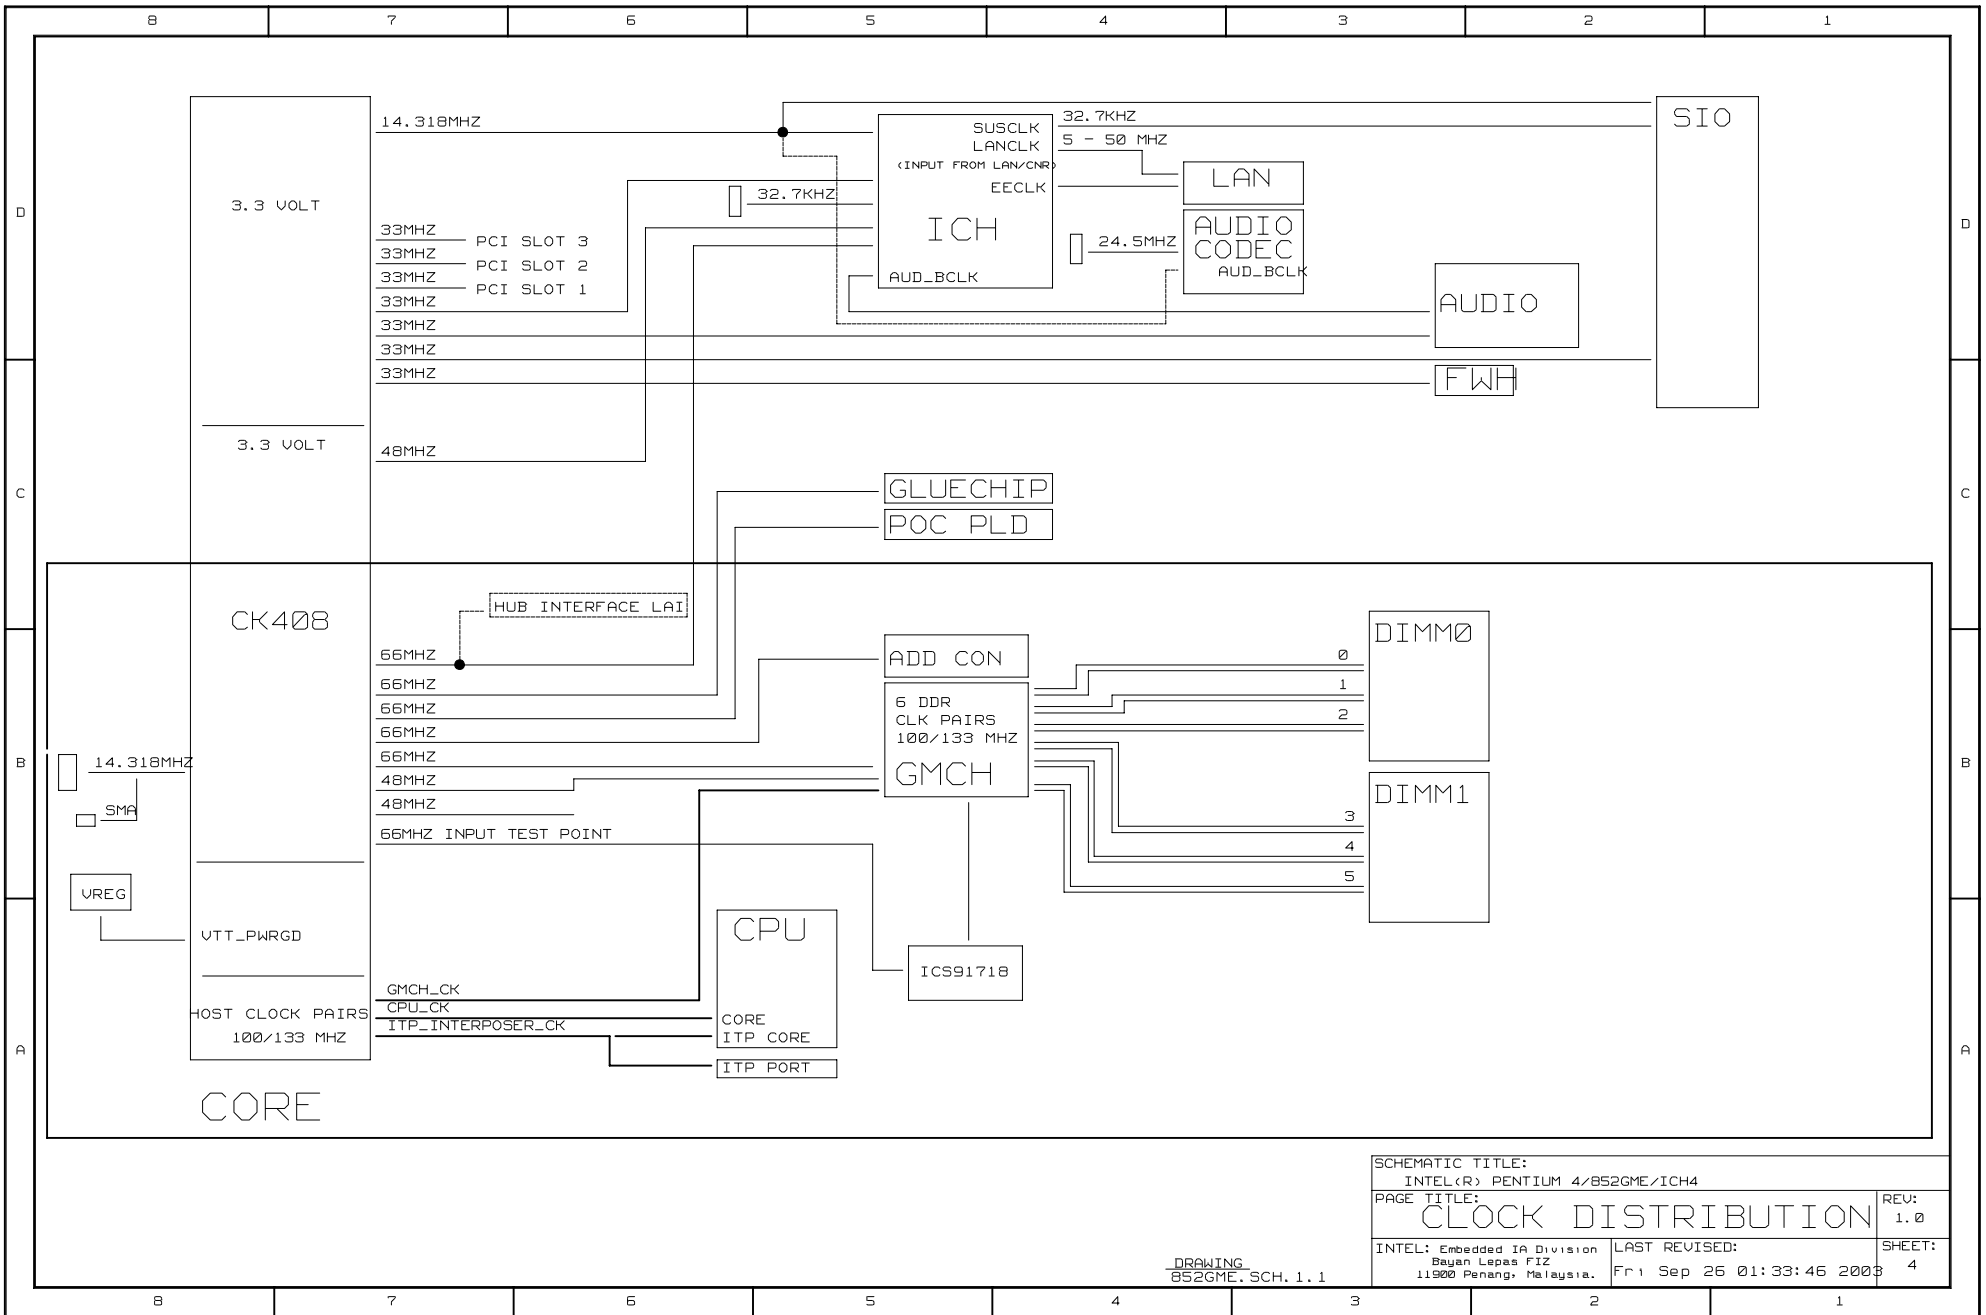 8 7 6 5 4 3 2 1
D
C
B
A
D
C
B
A
14.318MHZ
3.3 VOLT
33MHZ
PCI SLOT 3
33MHZ
PCI SLOT 2
33MHZ
PCI SLOT 1
33MHZ
33MHZ
33MHZ
33MHZ
3.3 VOLT
48MHZ
32.7KHZ
SUSCLK
LANCLK
(INPUT FROM LAN/CNR)
EECLK
ICH
AUD_BCLK
32.7KHZ
5 - 50 MHZ
LAN
24.5MHZ
AUDIO
CODEC
AUD_BCLK
AUDIO
FWH
SIO
GLUECHIP
POC PLD
CK408
HUB INTERFACE LAI
66MHZ
66MHZ
66MHZ
66MHZ
66MHZ
48MHZ
48MHZ
66MHZ INPUT TEST POINT
14.318MHZ
SMA
VREG
VTT_PWRGD
HOST CLOCK PAIRS
100/133 MHZ
GMCH_CK
CPU_CK
ITP_INTERPOSER_CK
ADD CON
6 DDR
CLK PAIRS
100/133 MHZ
GMCH
0
1
2
3
4
5
DIMM0
DIMM1
CPU
CORE
ITP CORE
ITP PORT
ICS91718
CORE
SCHEMATIC TITLE:
INTEL(R) PENTIUM 4/852GME/ICH4
PAGE TITLE:
CLOCK DISTRIBUTION
REV:
1.0
INTEL: Embedded IA Division
Bayan Lepas FIZ
11900 Penang, Malaysia.
LAST REVISED:
Fri Sep 26 01:33:46 2003
SHEET:
4
DRAWING
852GME.SCH.1.1
8 7 6 5 4 3 2 1